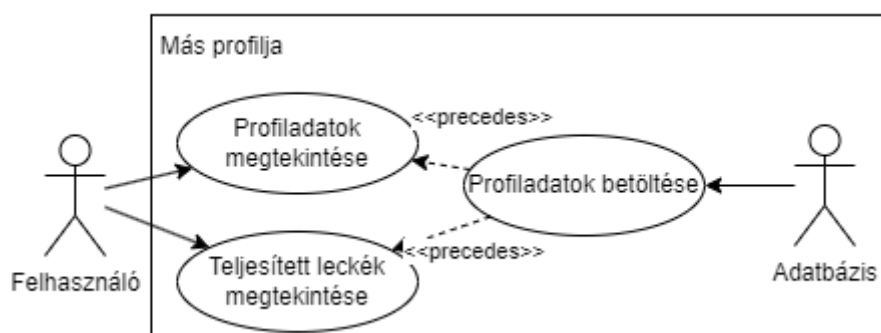 Más profilja
Profiladatok
megtekintése
<<precedes>>
Profiladatok betöltése
<<precedes>>
Teljesített leckék
megtekintése
Felhasználó
Adatbázis